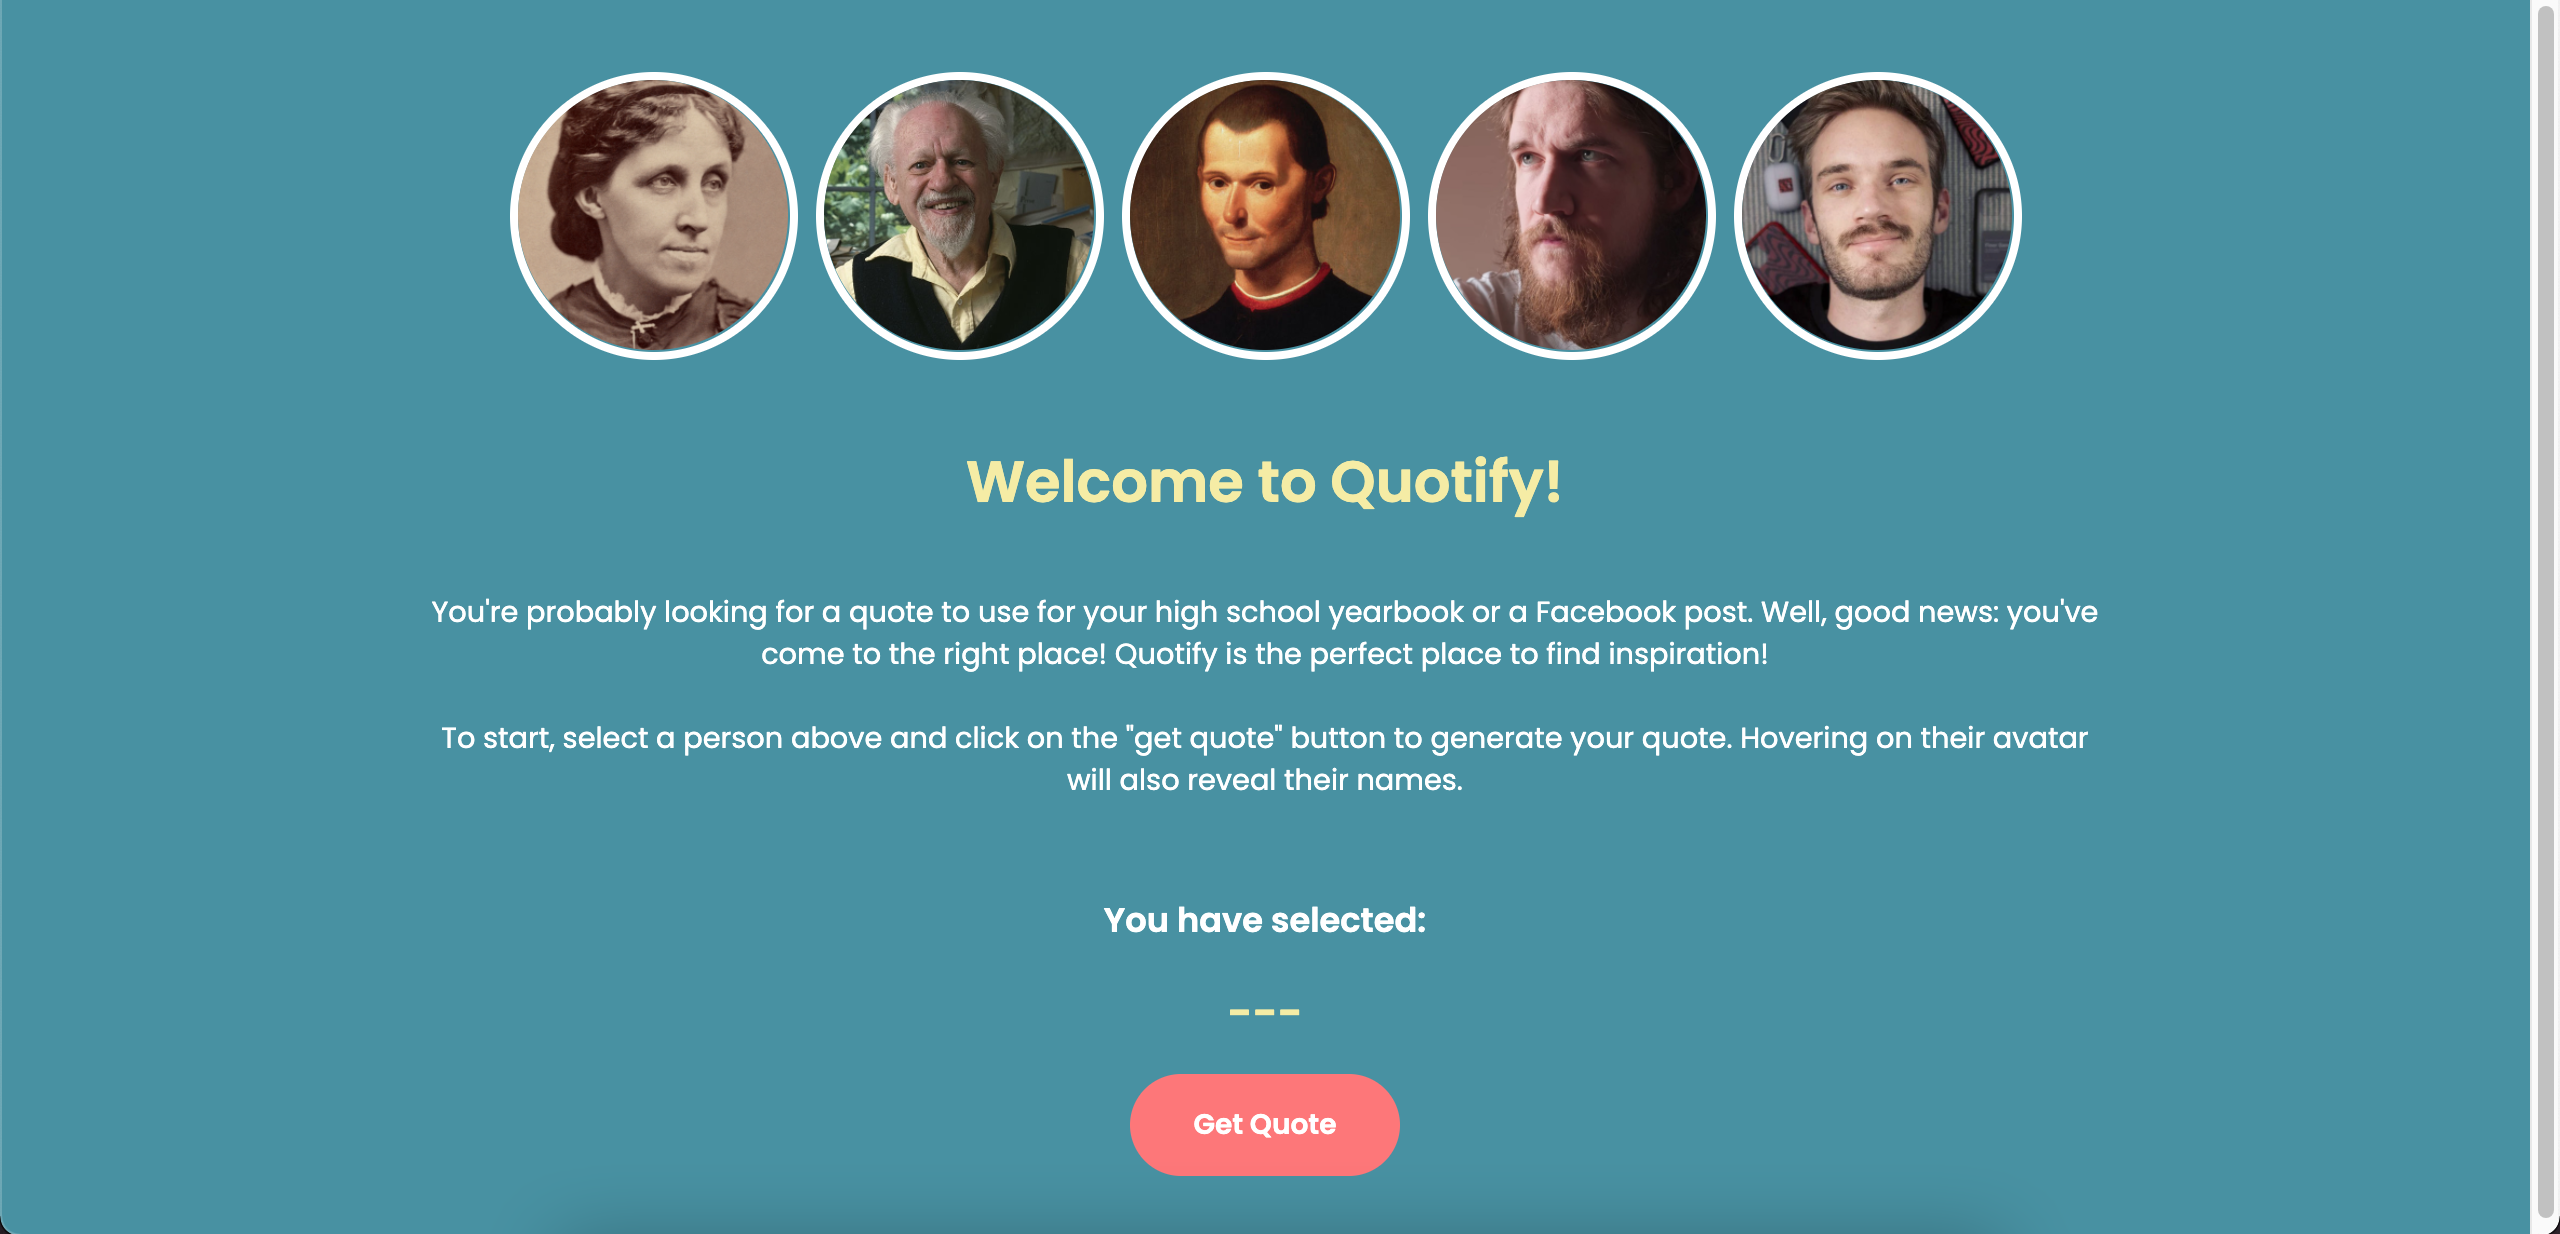 Welcome to Quotify!
You're probably looking for a quote to use for your high school yearbook or a Facebook post. Well, good news: you've
come to the right place! Quotify is the perfect place to find inspiration!
To start, select a person above and click on the "get quote" button to generate your quote. Hovering on their avatar
will also reveal their names.
You have selected:
---
Get Quote